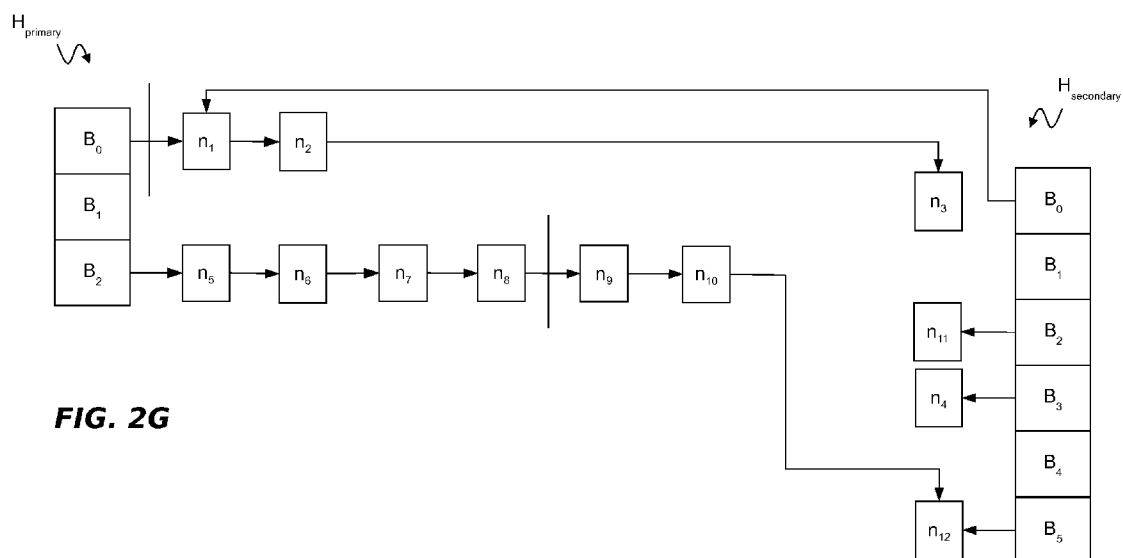 H_primary
H_secondary
B_0 n_1 n_2
n_3 B_0
B_1
B_1
B_2 n_5 n_6 n_7 n_8 n_9 n_10
n_11 B_2
n_4 B_3
FIG. 2G
B_4
n_12 B_5